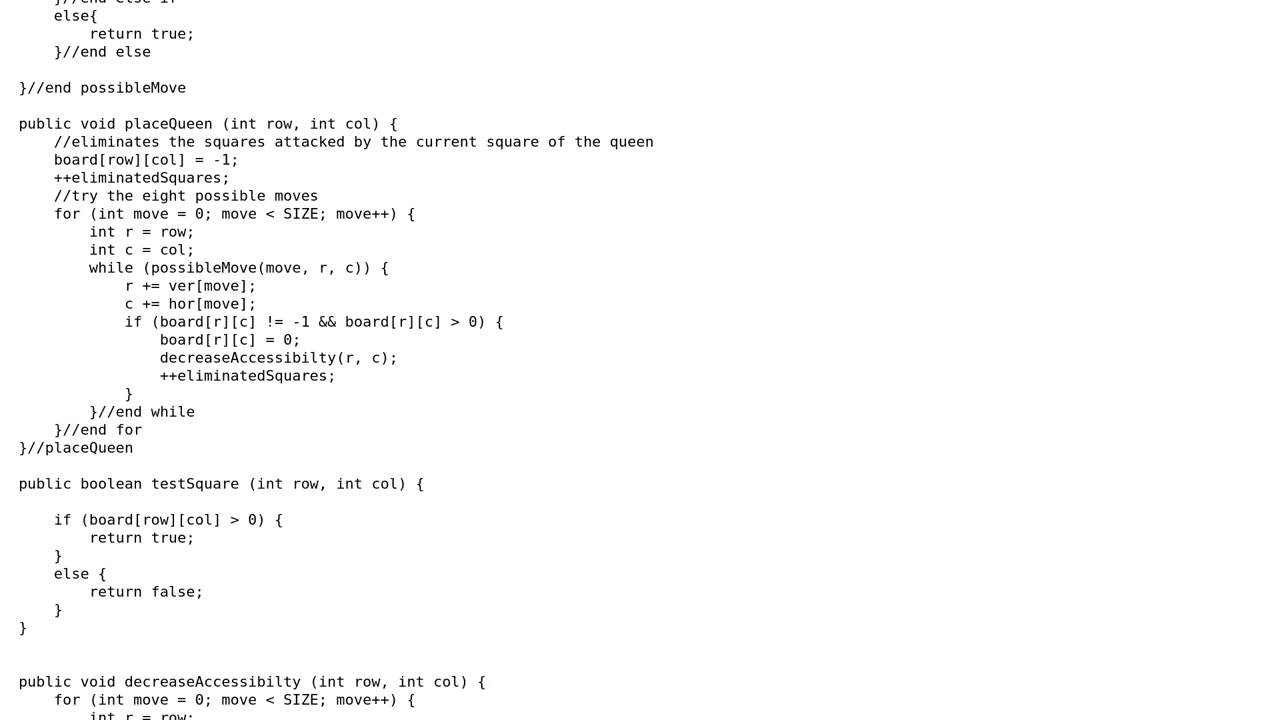 }//end else if
else{
return true;
}//end else
}//end possibleMove
public void placeQueen (int row, int col) {
//eliminates the squares attacked by the current square of the queen
board[row][col] = -1;
++eliminatedSquares;
//try the eight possible moves
for (int move = 0; move < SIZE; move++) {
int r = row;
int c = col;
while (possibleMove(move, r, c)) {
r += ver[move];
c += hor[move];
if (board[r][c] != -1 && board[r][c] > 0) {
board[r][c] = 0;
decreaseAccessibilty(r, c);
++eliminatedSquares;
}
}//end while
}//end for
}//placeQueen
public boolean testSquare (int row, int col) {
if (board[row][col] > 0) {
return true;
}
else {
return false;
}
}
public void decreaseAccessibilty (int row, int col) {
for (int move = 0; move < SIZE; move++) {
int r = row;